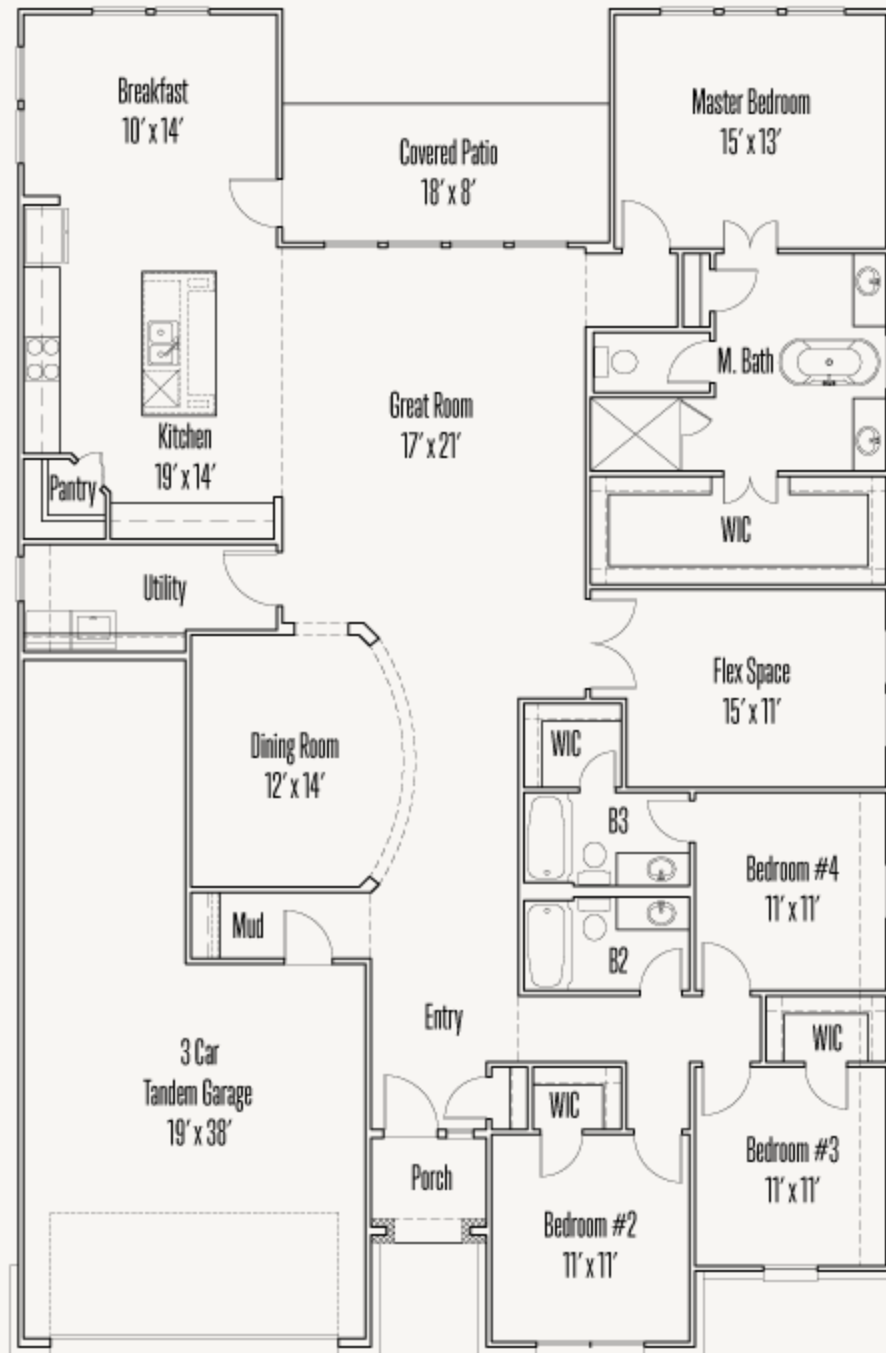 Breakfast
10′ x 14′
Covered Patio
18′ x 8′
Master Bedroom
15′ x 13′
M. Bath
Great Room
17′ x 21′
Kitchen
19′ x 14′
Pantry
WIC
Utility
Flex Space
15′ x 11′
Dining Room
12′ x 14′
WIC
B3
Bedroom #4
11′ x 11′
Mud
B2
Entry
WIC
3 Car
Tandem Garage
19′ x 38′
WIC
Bedroom #3
11′ x 11′
Porch
Bedroom #2
11′ x 11′